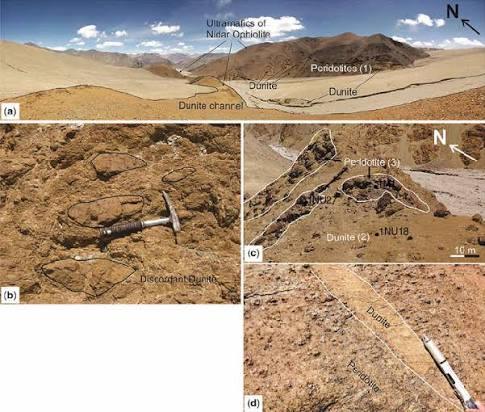 Ultramafics of
Nidar Ophiolite
N
Dunite
Peridotites (1)
Dunite
Dunite channel
(a)
Discordant Dunite
(b)
N
Peridotite (3)
1NU18
Dunite (2)
10 m
(c)
Dunite
Peridotite
(d)